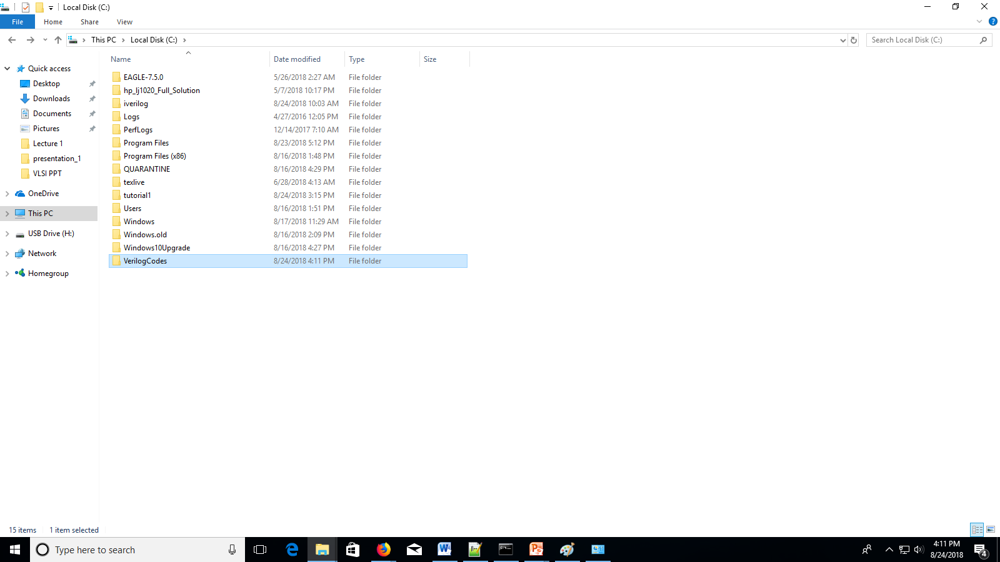 Local Disk (C:)
File Home Share View
This PC Local Disk (C:) Search Local Disk (C:)
Name Date modified Type Size
Quick access
Desktop
Downloads
Documents
Pictures
Lecture 1
presentation_1
VLSI PPT
OneDrive
This PC
USB Drive (H:)
Network
Homegroup
EAGLE-7.5.0 5/26/2018 2:27 AM File folder
hp_lj1020_Full_Solution 5/7/2018 10:17 PM File folder
iverilog 8/24/2018 10:03 AM File folder
Logs 4/27/2016 12:05 PM File folder
PerfLogs 12/14/2017 7:10 AM File folder
Program Files 8/23/2018 5:12 PM File folder
Program Files (x86) 8/16/2018 1:48 PM File folder
QUARANTINE 8/16/2018 4:29 PM File folder
texlive 6/28/2018 4:13 AM File folder
tutorial1 8/24/2018 3:15 PM File folder
Users 8/16/2018 1:51 PM File folder
Windows 8/17/2018 11:29 AM File folder
Windows.old 8/16/2018 2:09 PM File folder
Windows10Upgrade 8/16/2018 4:27 PM File folder
VerilogCodes 8/24/2018 4:11 PM File folder
15 items 1 item selected
Type here to search
4:11 PM
8/24/2018
4